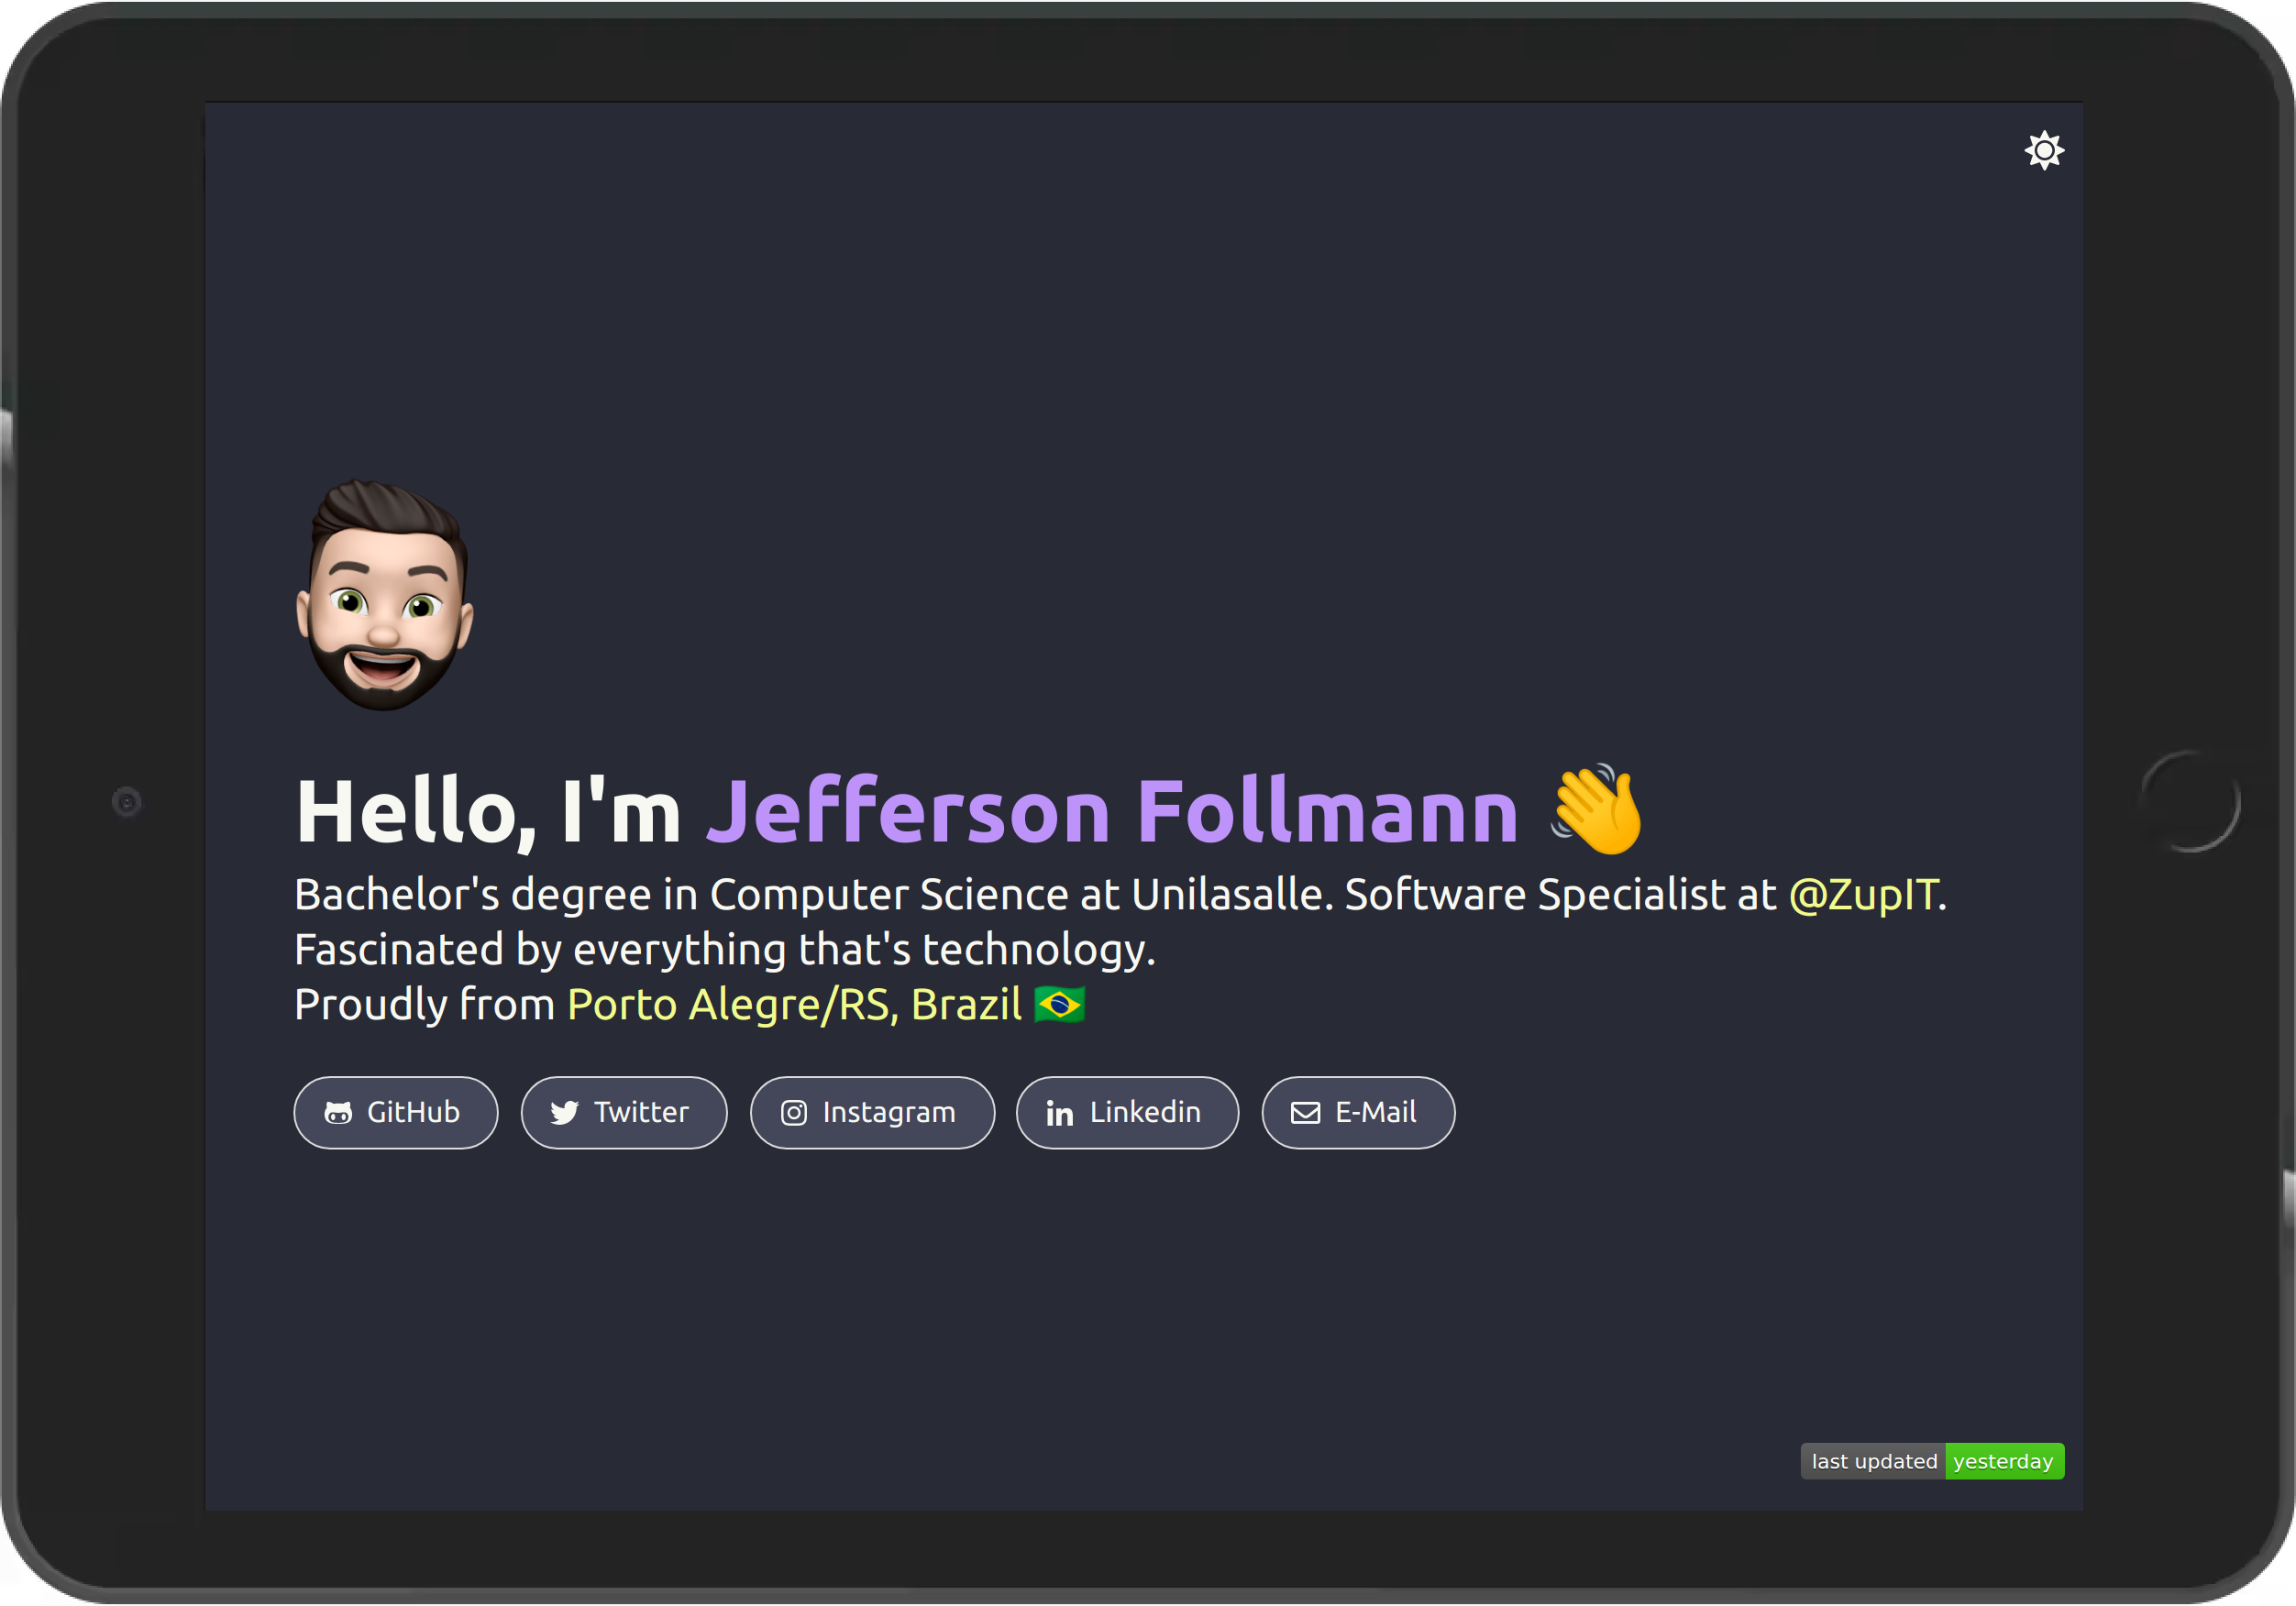 Hello, I'm Jefferson Follmann 👋
Bachelor's degree in Computer Science at Unilasalle. Software Specialist at @ZupIT.
Fascinated by everything that's technology.
Proudly from Porto Alegre/RS, Brazil 🇧🇷
GitHub Twitter Instagram Linkedin E-Mail
last updated yesterday